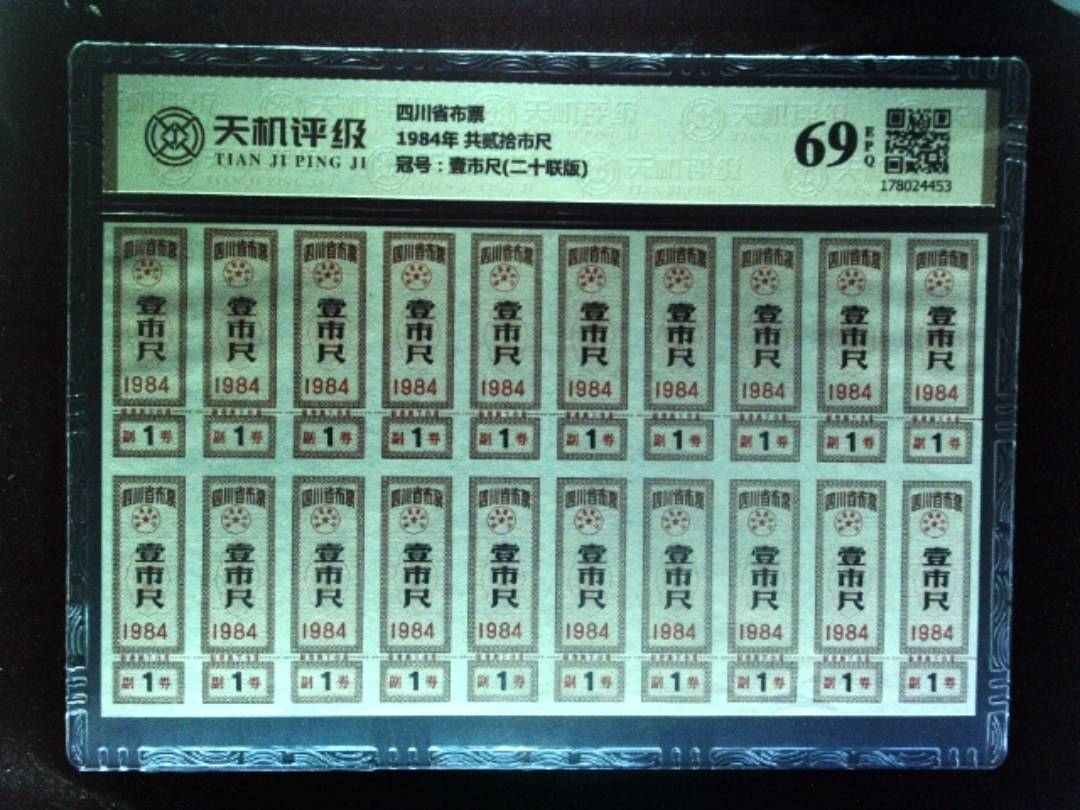 天机评级
TIAN JI PING JI
四川省布票
1984年 共贰拾市尺
冠号：壹市尺(二十联版)
69
EPQ
178024453
四川省布票 四川省布票 四川省布票 四川省布票 四川省布票 四川省布票 四川省布票 四川省布票 四川省布票 四川省布票
壹市尺 壹市尺 壹市尺 壹市尺 壹市尺 壹市尺 壹市尺 壹市尺 壹市尺 壹市尺
1984 1984 1984 1984 1984 1984 1984 1984 1984 1984
副1券 副1券 副1券 副1券 副1券 副1券 副1券 副1券 副1券 副1券
四川省布票 四川省布票 四川省布票 四川省布票 四川省布票 四川省布票 四川省布票 四川省布票 四川省布票 四川省布票
壹市尺 壹市尺 壹市尺 壹市尺 壹市尺 壹市尺 壹市尺 壹市尺 壹市尺 壹市尺
1984 1984 1984 1984 1984 1984 1984 1984 1984 1984
副1券 副1券 副1券 副1券 副1券 副1券 副1券 副1券 副1券 副1券